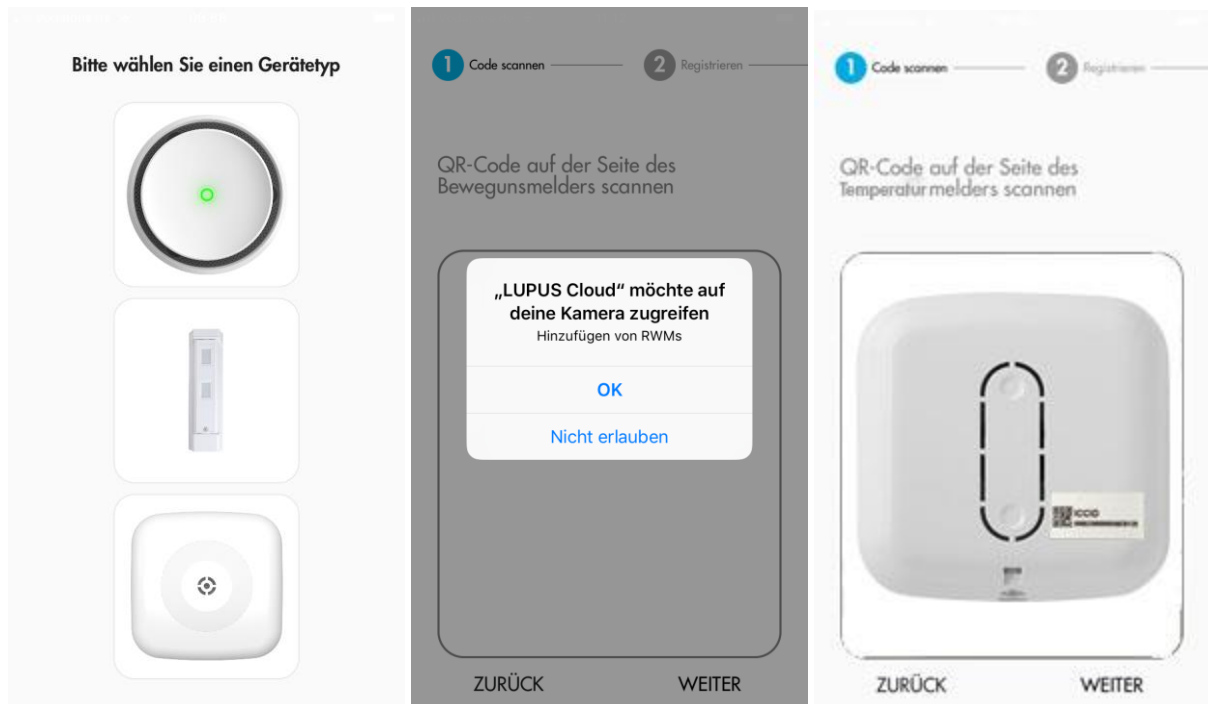 Bitte wählen Sie einen Gerätetyp
1 Code scannen
2 Registrieren
QR-Code auf der Seite des
Bewegunsmelders scannen
„LUPUS Cloud“ möchte auf
deine Kamera zugreifen
Hinzufügen von RWMs
OK
Nicht erlauben
ZURÜCK
WEITER
1 Code scannen
2 Registrieren
QR-Code auf der Seite des
Temperaturmelders scannen
ICCID
ZURÜCK
WEITER